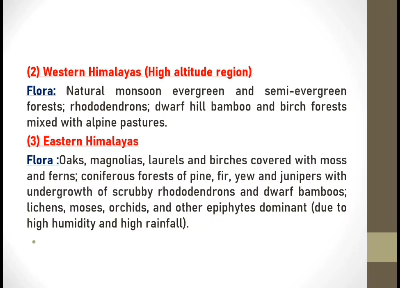 (2) Western Himalayas (High altitude region)
Flora: Natural monsoon evergreen and semi-evergreen
forests; rhododendrons; dwarf hill bamboo and birch forests
mixed with alpine pastures.
(3) Eastern Himalayas
Flora :Oaks, magnolias, laurels and birches covered with moss
and ferns; coniferous forests of pine, fir, yew and junipers with
undergrowth of scrubby rhododendrons and dwarf bamboos;
lichens, moses, orchids, and other epiphytes dominant (due to
high humidity and high rainfall).